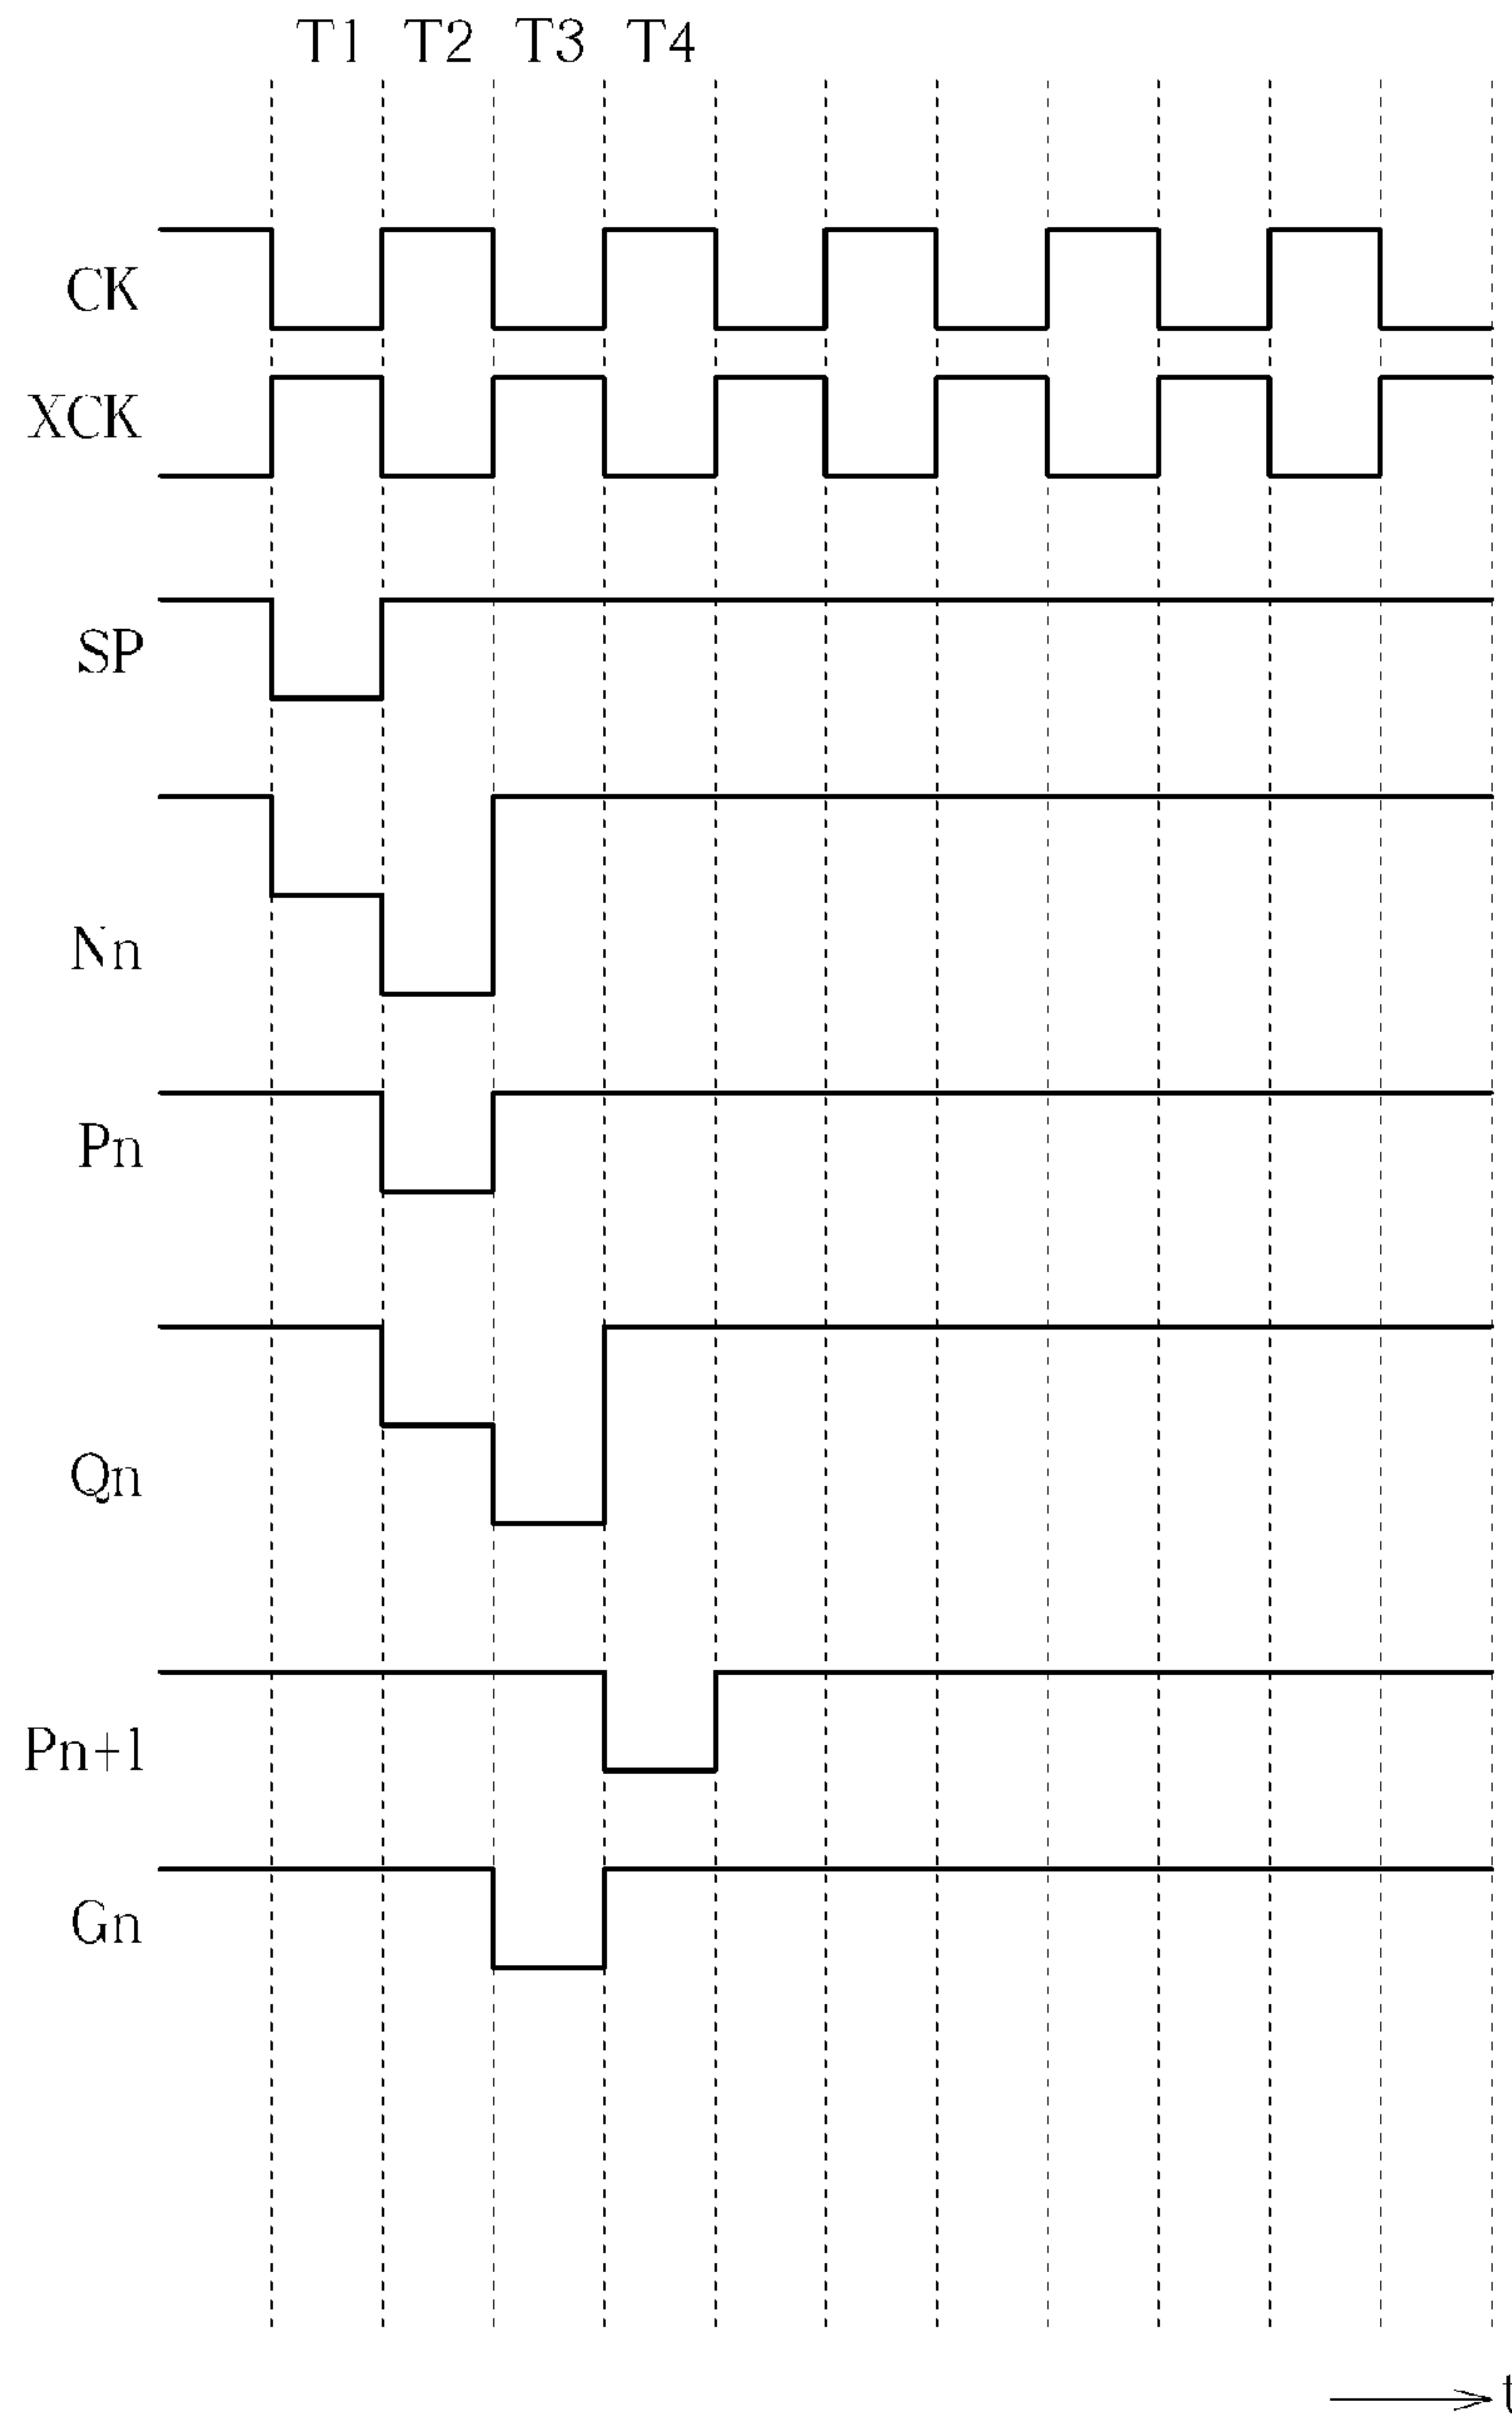 T1 T2 T3 T4
CK
XCK
SP
Nn
Pn
Qn
Pn+1
Gn
t